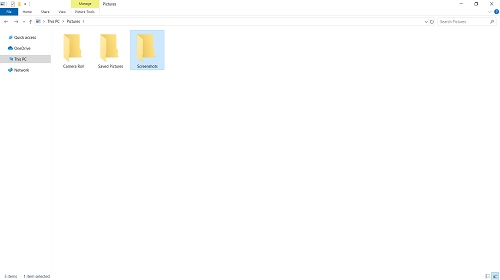 Manage Pictures
File Home Share View Picture Tools
This PC Pictures
Search Pictures
Quick access
OneDrive
This PC
Network
Camera Roll Saved Pictures Screenshots
3 items 1 item selected